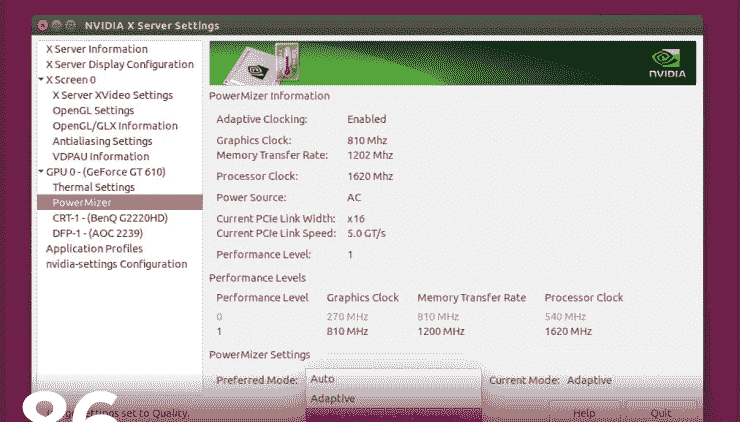 NVIDIA X Server Settings
X Server Information
X Server Display Configuration
X Screen 0
X Server XVideo Settings
OpenGL Settings
OpenGL/GLX Information
Antialiasing Settings
VDPAU Information
GPU 0 - (GeForce GT 610)
Thermal Settings
PowerMizer
CRT-1 - (BenQ G2220HD)
DFP-1 - (AOC 2239)
Application Profiles
nvidia-settings Configuration
NVIDIA
PowerMizer Information
Adaptive Clocking: Enabled
Graphics Clock: 810 Mhz
Memory Transfer Rate: 1202 Mhz
Processor Clock: 1620 Mhz
Power Source: AC
Current PCIe Link Width: x16
Current PCIe Link Speed: 5.0 GT/s
Performance Level: 1
Performance Levels
Performance Level Graphics Clock Memory Transfer Rate Processor Clock
0 270 MHz 810 MHz 540 MHz
1 810 MHz 1200 MHz 1620 MHz
PowerMizer Settings
Preferred Mode: Auto Current Mode: Adaptive
Adaptive
settings set to Quality.
Help Quit
86